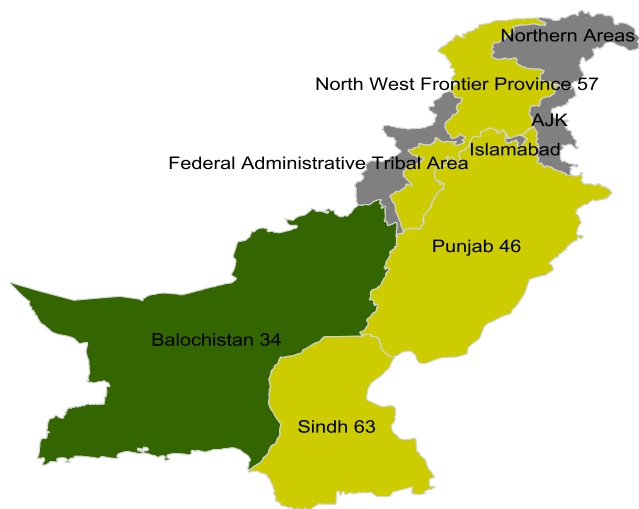 Northern Areas
North West Frontier Province 57
AJK
Islamabad
Federal Administrative Tribal Area
Punjab 46
Balochistan 34
Sindh 63